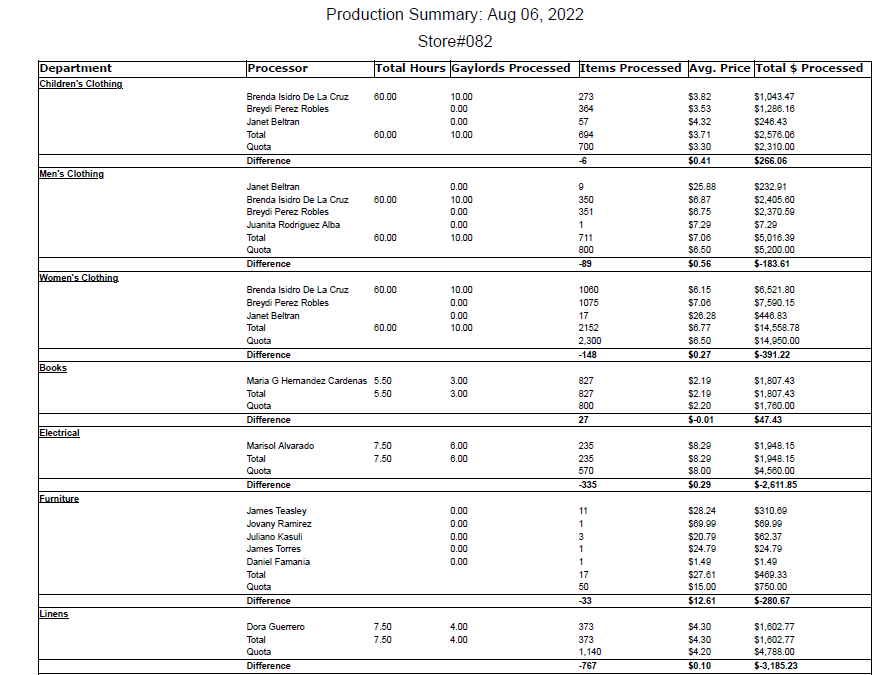 Production Summary: Aug 06, 2022
Store#082
Department Processor Total Hours Gaylords Processed Items Processed Avg. Price Total $ Processed
Children's Clothing
Brenda Isidro De La Cruz 60.00 10.00 273 $3.82 $1,043.47
Breydi Perez Robles 0.00 364 $3.53 $1,286.16
Janet Beltran 0.00 57 $4.32 $246.43
Total 60.00 10.00 694 $3.71 $2,576.06
Quota 700 $3.30 $2,310.00
Difference -6 $0.41 $266.06
Men's Clothing
Janet Beltran 0.00 9 $25.88 $232.91
Brenda Isidro De La Cruz 60.00 10.00 350 $6.87 $2,405.60
Breydi Perez Robles 0.00 351 $6.75 $2,370.59
Juanita Rodriguez Alba 0.00 1 $7.29 $7.29
Total 60.00 10.00 711 $7.06 $5,016.39
Quota 800 $6.50 $5,200.00
Difference -89 $0.56 $-183.61
Women's Clothing
Brenda Isidro De La Cruz 60.00 10.00 1060 $6.15 $6,521.80
Breydi Perez Robles 0.00 1075 $7.06 $7,590.15
Janet Beltran 0.00 17 $26.28 $446.83
Total 60.00 10.00 2152 $6.77 $14,558.78
Quota 2,300 $6.50 $14,950.00
Difference -148 $0.27 $-391.22
Books
Maria G Hernandez Cardenas 5.50 3.00 827 $2.19 $1,807.43
Total 5.50 3.00 827 $2.19 $1,807.43
Quota 800 $2.20 $1,760.00
Difference 27 $-0.01 $47.43
Electrical
Marisol Alvarado 7.50 6.00 235 $8.29 $1,948.15
Total 7.50 6.00 235 $8.29 $1,948.15
Quota 570 $8.00 $4,560.00
Difference -335 $0.29 $-2,611.85
Furniture
James Teasley 0.00 11 $28.24 $310.69
Jovany Ramirez 0.00 1 $69.99 $69.99
Juliano Kasuli 0.00 3 $20.79 $62.37
James Torres 0.00 1 $24.79 $24.79
Daniel Famania 0.00 1 $1.49 $1.49
Total 17 $27.61 $469.33
Quota 50 $15.00 $750.00
Difference -33 $12.61 $-280.67
Linens
Dora Guerrero 7.50 4.00 373 $4.30 $1,602.77
Total 7.50 4.00 373 $4.30 $1,602.77
Quota 1,140 $4.20 $4,788.00
Difference -767 $0.10 $-3,185.23